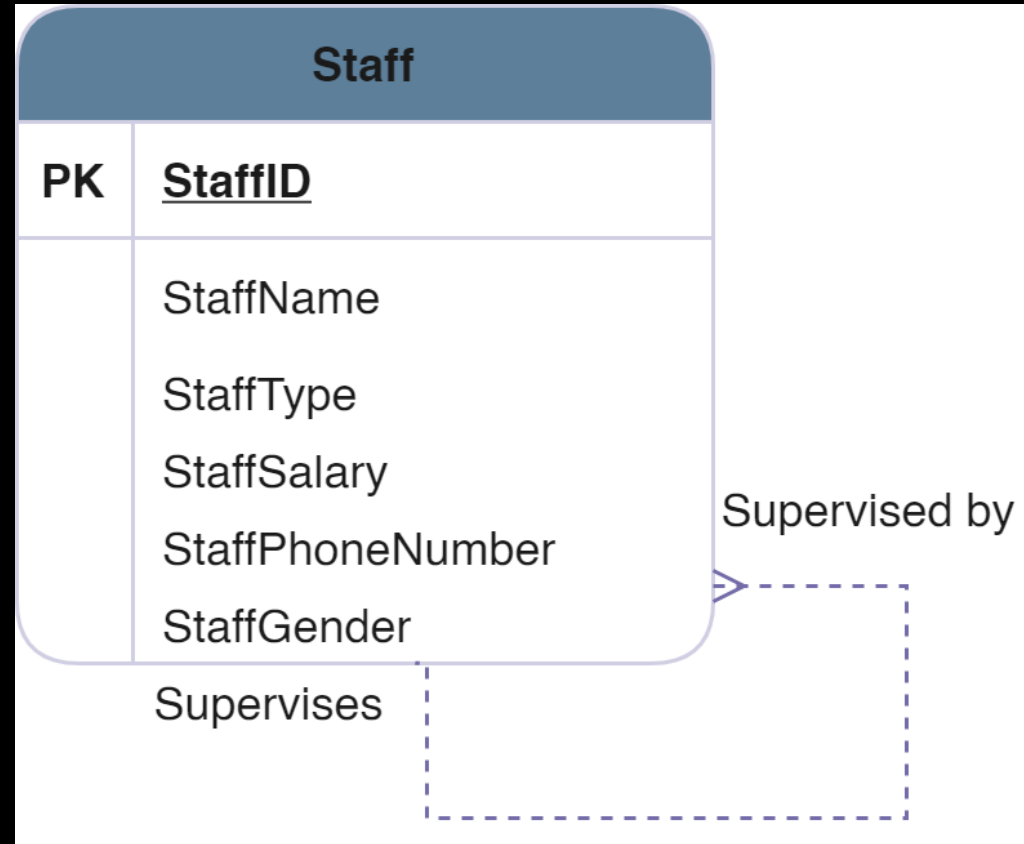 Staff
PK StaffID
StaffName
StaffType
StaffSalary
Supervised by
StaffPhoneNumber
StaffGender
Supervises